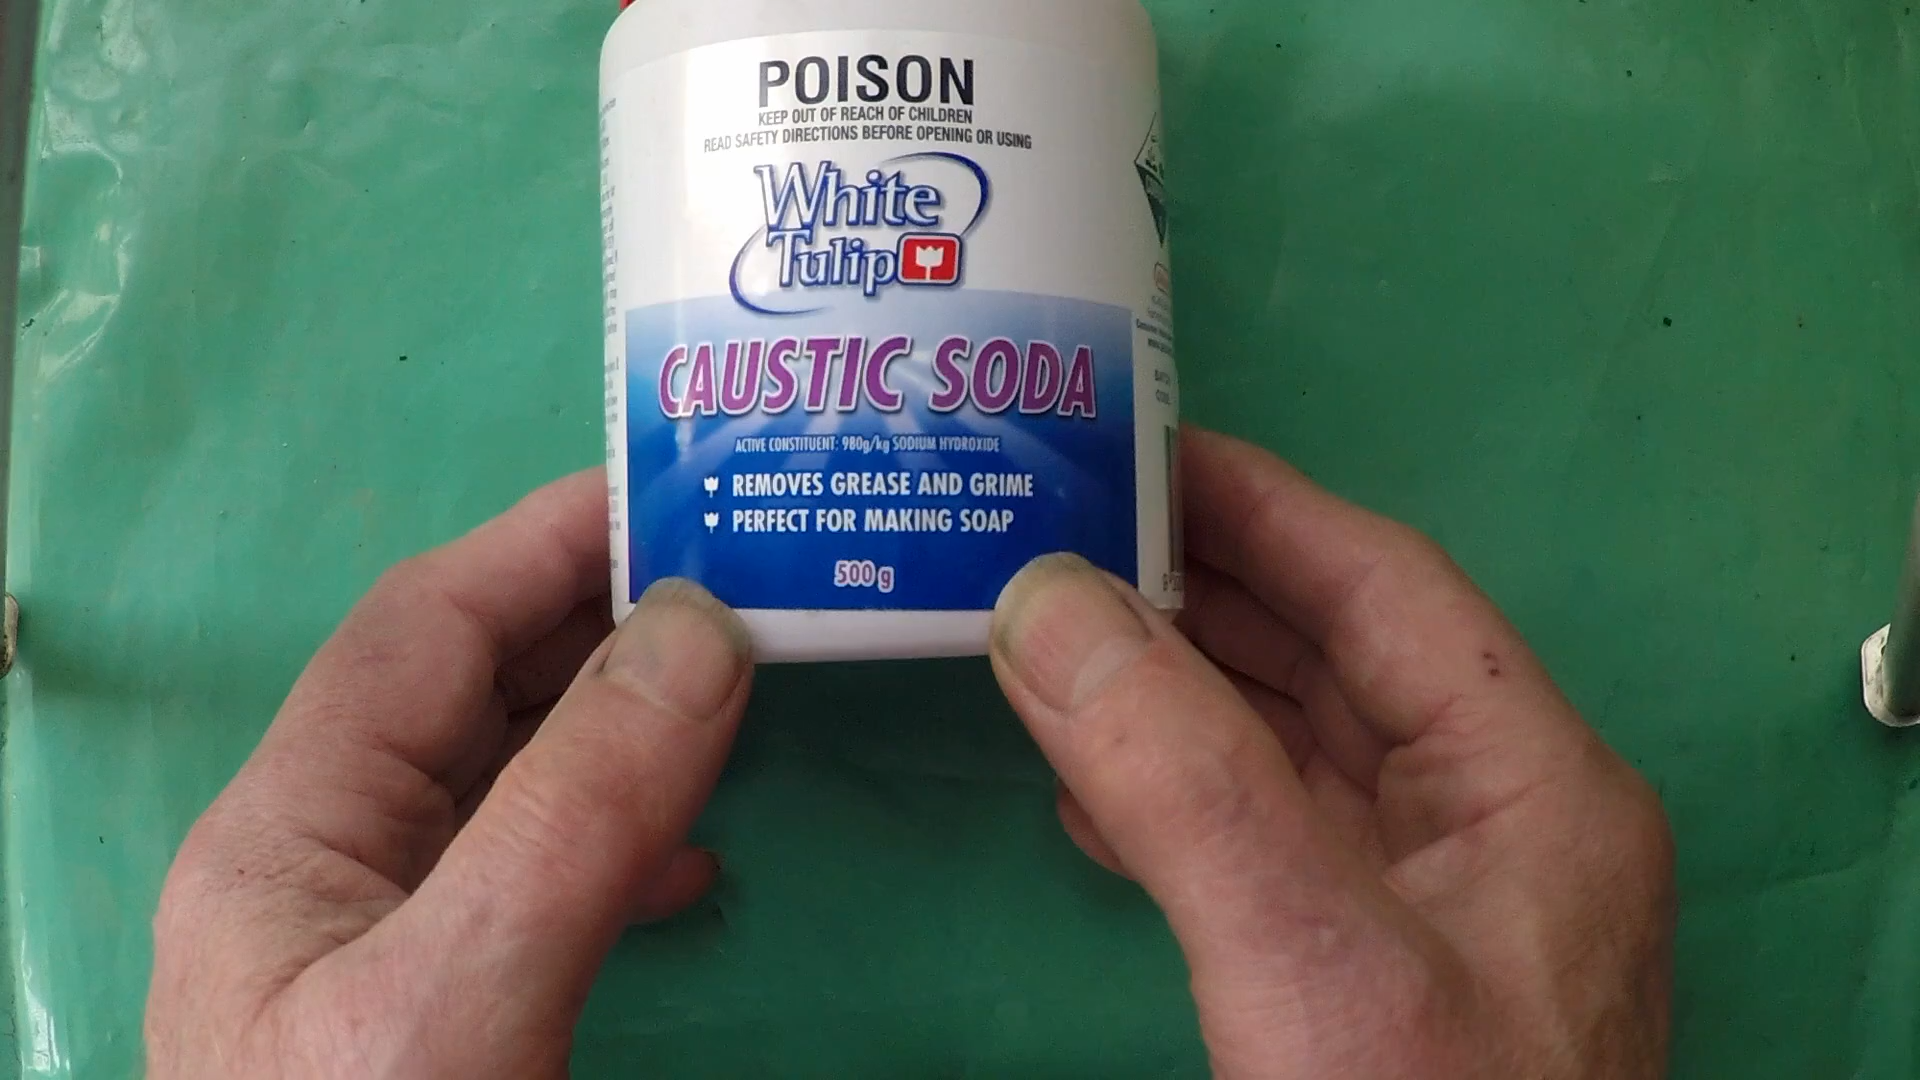 POISON
KEEP OUT OF REACH OF CHILDREN
READ SAFETY DIRECTIONS BEFORE OPENING OR USING
White
Tulip
CAUSTIC SODA
ACTIVE CONSTITUENT: 980g/kg SODIUM HYDROXIDE
REMOVES GREASE AND GRIME
PERFECT FOR MAKING SOAP
500 g